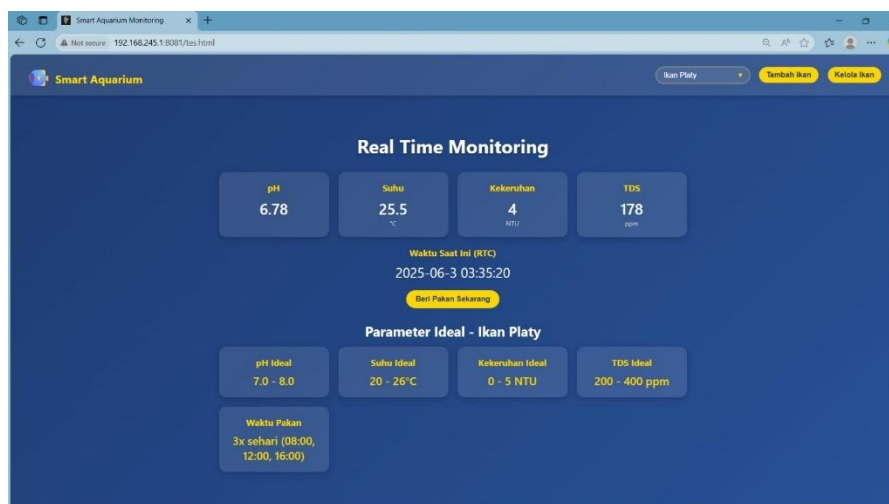 Smart Aquarium Monitoring
Not secure 192.168.245.1:8081/tes.html
Smart Aquarium
Ikan Platy
Tambah Ikan
Kelola Ikan
Real Time Monitoring
pH
6.78
Suhu
25.5
°C
Kekeruhan
4
NTU
TDS
178
ppm
Waktu Saat Ini (RTC)
2025-06-3 03:35:20
Beri Pakan Sekarang
Parameter Ideal - Ikan Platy
pH Ideal
7.0 - 8.0
Suhu Ideal
20 - 26°C
Kekeruhan Ideal
0 - 5 NTU
TDS Ideal
200 - 400 ppm
Waktu Pakan
3x sehari (08:00,
12:00, 16:00)